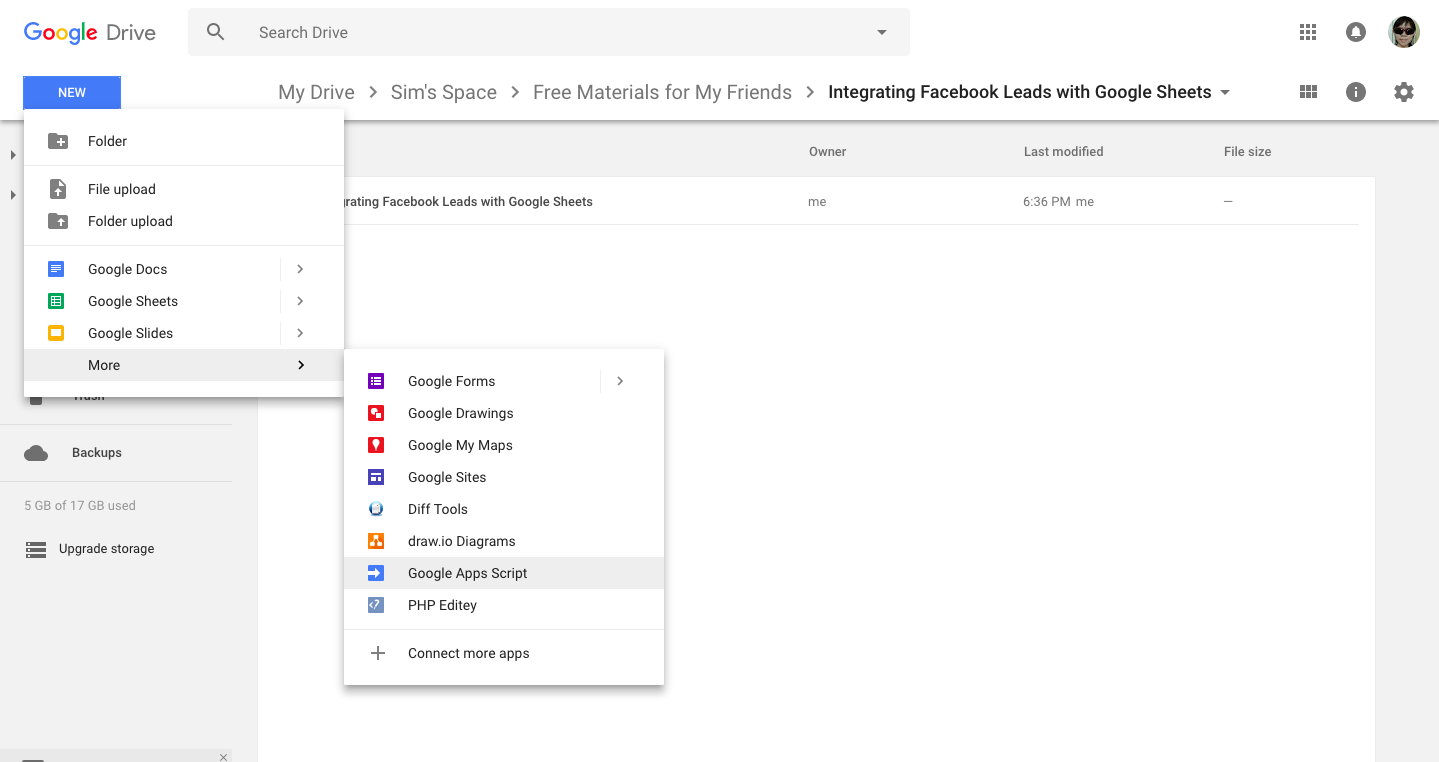 Google Drive
Search Drive
NEW
My Drive > Sim's Space > Free Materials for My Friends > Integrating Facebook Leads with Google Sheets
Folder
File upload
Folder upload
Google Docs
Google Sheets
Google Slides
More
Owner Last modified File size
grating Facebook Leads with Google Sheets me 6:36 PM me —
Google Forms
Google Drawings
Google My Maps
Google Sites
Diff Tools
draw.io Diagrams
Google Apps Script
PHP Editey
Connect more apps
Trash
Backups
5 GB of 17 GB used
Upgrade storage